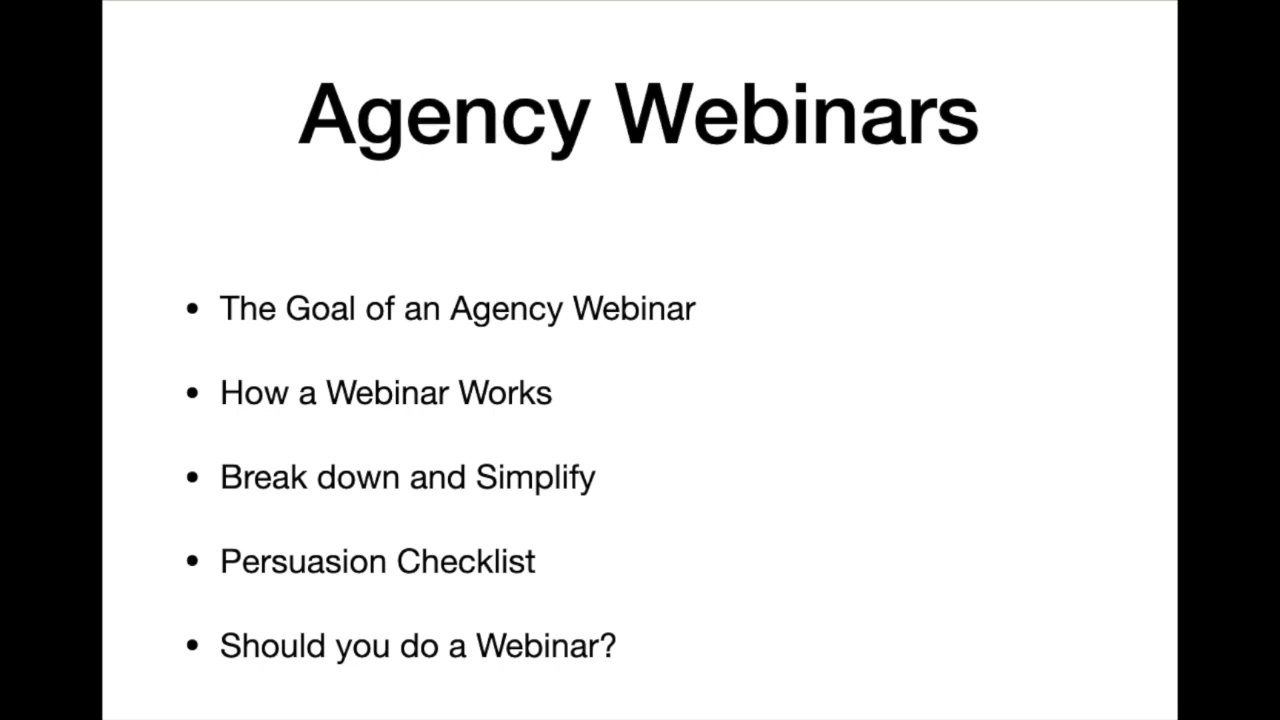 Agency Webinars
• The Goal of an Agency Webinar
• How a Webinar Works
• Break down and Simplify
• Persuasion Checklist
• Should you do a Webinar?